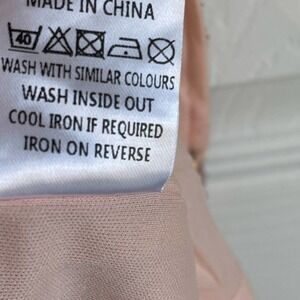 MADE IN CHINA
40
WASH WITH SIMILAR COLOURS
WASH INSIDE OUT
COOL IRON IF REQUIRED
IRON ON REVERSE